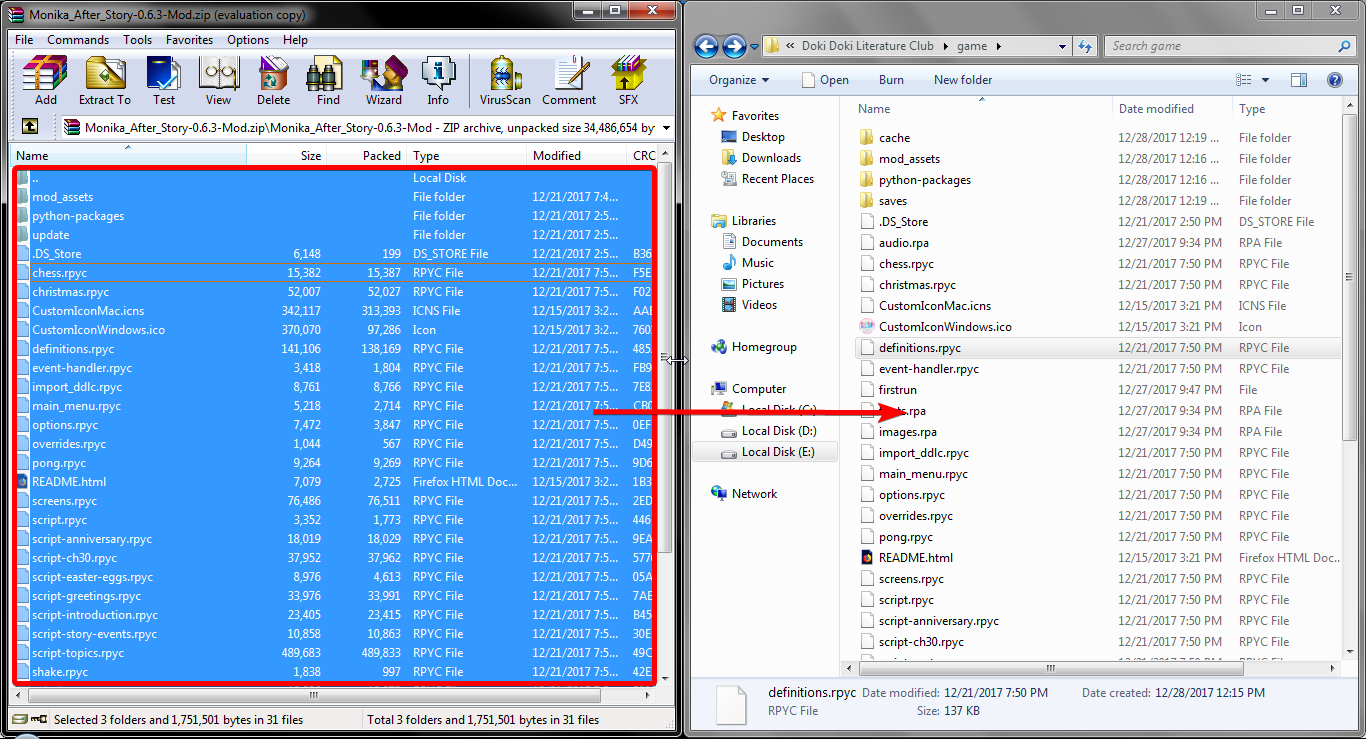 Monika_After_Story-0.6.3-Mod.zip (evaluation copy)
File Commands Tools Favorites Options Help
Add Extract To Test View Delete Find Wizard Info VirusScan Comment SFX
Monika_After_Story-0.6.3-Mod.zip\Monika_After_Story-0.6.3-Mod - ZIP archive, unpacked size 34,486,654 by
Name Size Packed Type Modified CRC
.. Local Disk
mod_assets File folder 12/21/2017 7:4...
python-packages File folder 12/21/2017 2:5...
update File folder 12/21/2017 2:5...
.DS_Store 6,148 199 DS_STORE File 12/21/2017 2:5... B36
chess.rpyc 15,382 15,387 RPYC File 12/21/2017 7:5... F5E
christmas.rpyc 52,007 52,027 RPYC File 12/21/2017 7:5... F02
CustomIconMac.icns 342,117 313,393 ICNS File 12/15/2017 3:2... AAE
CustomIconWindows.ico 370,070 97,286 Icon 12/15/2017 3:2... 760
definitions.rpyc 141,106 138,169 RPYC File 12/21/2017 7:5... 485
event-handler.rpyc 3,418 1,804 RPYC File 12/21/2017 7:5... FB9
import_ddlc.rpyc 8,761 8,766 RPYC File 12/21/2017 7:5... 7E8
main_menu.rpyc 5,218 2,714 RPYC File 12/21/2017 7:5... CB0
options.rpyc 7,472 3,847 RPYC File 12/21/2017 7:5... 0EF
overrides.rpyc 1,044 567 RPYC File 12/21/2017 7:5... D49
pong.rpyc 9,264 9,269 RPYC File 12/21/2017 7:5... 9D6
README.html 7,079 2,725 Firefox HTML Doc... 12/15/2017 3:2... 1B3
screens.rpyc 76,486 76,511 RPYC File 12/21/2017 7:5... 2ED
script.rpyc 3,352 1,773 RPYC File 12/21/2017 7:5... 446
script-anniversary.rpyc 18,019 18,029 RPYC File 12/21/2017 7:5... 9EA
script-ch30.rpyc 37,952 37,962 RPYC File 12/21/2017 7:5... 577
script-easter-eggs.rpyc 8,976 4,613 RPYC File 12/21/2017 7:5... 05A
script-greetings.rpyc 33,976 33,991 RPYC File 12/21/2017 7:5... 7AE
script-introduction.rpyc 23,405 23,415 RPYC File 12/21/2017 7:5... B45
script-story-events.rpyc 10,858 10,863 RPYC File 12/21/2017 7:5... 30E
script-topics.rpyc 489,683 489,833 RPYC File 12/21/2017 7:5... 49C
shake.rpyc 1,838 997 RPYC File 12/21/2017 7:5... 42E
Selected 3 folders and 1,751,501 bytes in 31 files Total 3 folders and 1,751,501 bytes in 31 files
« Doki Doki Literature Club game
Search game
Organize Open Burn New folder
Favorites
Desktop
Downloads
Recent Places
Libraries
Documents
Music
Pictures
Videos
Homegroup
Computer
Local Disk (C:)
Local Disk (D:)
Local Disk (E:)
Network
Name Date modified Type
cache 12/28/2017 12:19 ... File folder
mod_assets 12/28/2017 12:16 ... File folder
python-packages 12/28/2017 12:16 ... File folder
saves 12/28/2017 12:19 ... File folder
.DS_Store 12/21/2017 2:50 PM DS_STORE File
audio.rpa 12/27/2017 9:34 PM RPA File
chess.rpyc 12/21/2017 7:50 PM RPYC File
christmas.rpyc 12/21/2017 7:50 PM RPYC File
CustomIconMac.icns 12/15/2017 3:21 PM ICNS File
CustomIconWindows.ico 12/15/2017 3:21 PM Icon
definitions.rpyc 12/21/2017 7:50 PM RPYC File
event-handler.rpyc 12/21/2017 7:50 PM RPYC File
firstrun 12/27/2017 9:47 PM File
ts.rpa 12/27/2017 9:34 PM RPA File
images.rpa 12/27/2017 9:34 PM RPA File
import_ddlc.rpyc 12/21/2017 7:50 PM RPYC File
main_menu.rpyc 12/21/2017 7:50 PM RPYC File
options.rpyc 12/21/2017 7:50 PM RPYC File
overrides.rpyc 12/21/2017 7:50 PM RPYC File
pong.rpyc 12/21/2017 7:50 PM RPYC File
README.html 12/15/2017 3:21 PM Firefox HTML Doc...
screens.rpyc 12/21/2017 7:50 PM RPYC File
script.rpyc 12/21/2017 7:50 PM RPYC File
script-anniversary.rpyc 12/21/2017 7:50 PM RPYC File
script-ch30.rpyc 12/21/2017 7:50 PM RPYC File
definitions.rpyc Date modified: 12/21/2017 7:50 PM Date created: 12/28/2017 12:15 PM
RPYC File Size: 137 KB